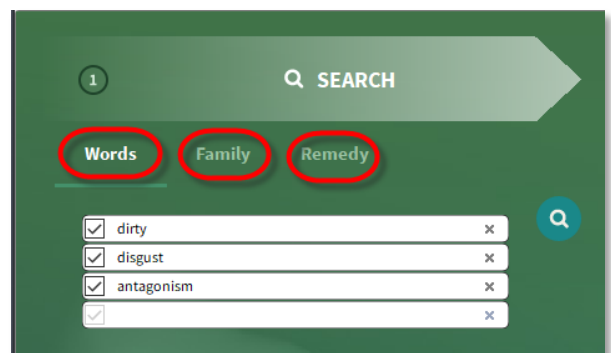 1 SEARCH
Words Family Remedy
dirty
disgust
antagonism